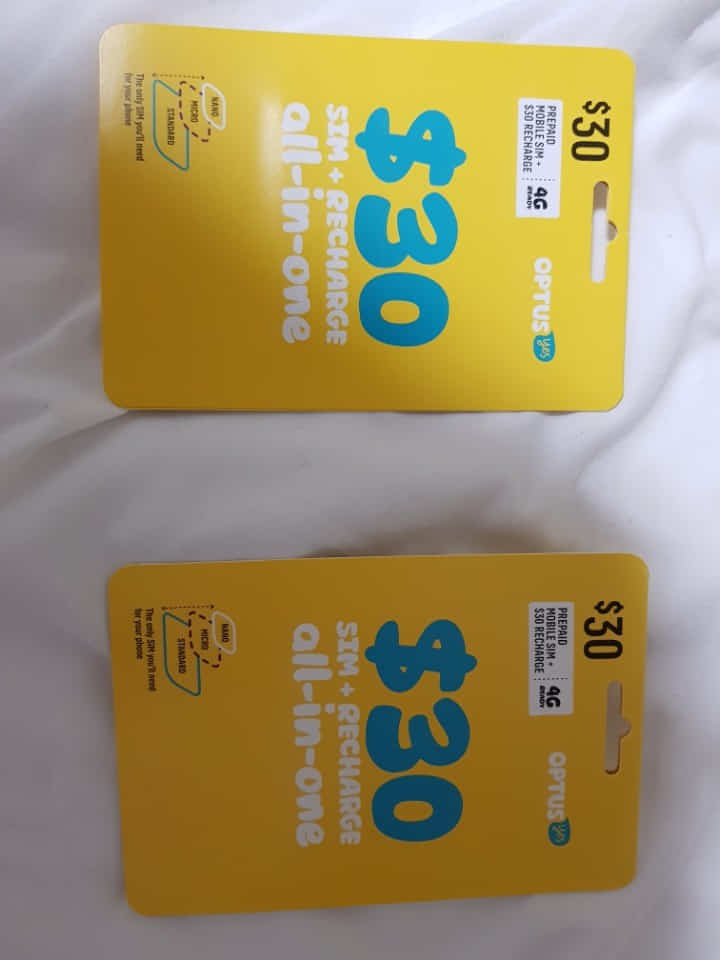 $30
PREPAID
MOBILE SIM +
$30 RECHARGE
4G
READY
OPTUS
yes
$30
SIM + RECHARGE
all-in-one
NANO
MICRO
STANDARD
The only SIM you'll need
for your phone
$30
PREPAID
MOBILE SIM +
$30 RECHARGE
4G
READY
OPTUS
yes
$30
SIM + RECHARGE
all-in-one
NANO
MICRO
STANDARD
The only SIM you'll need
for your phone